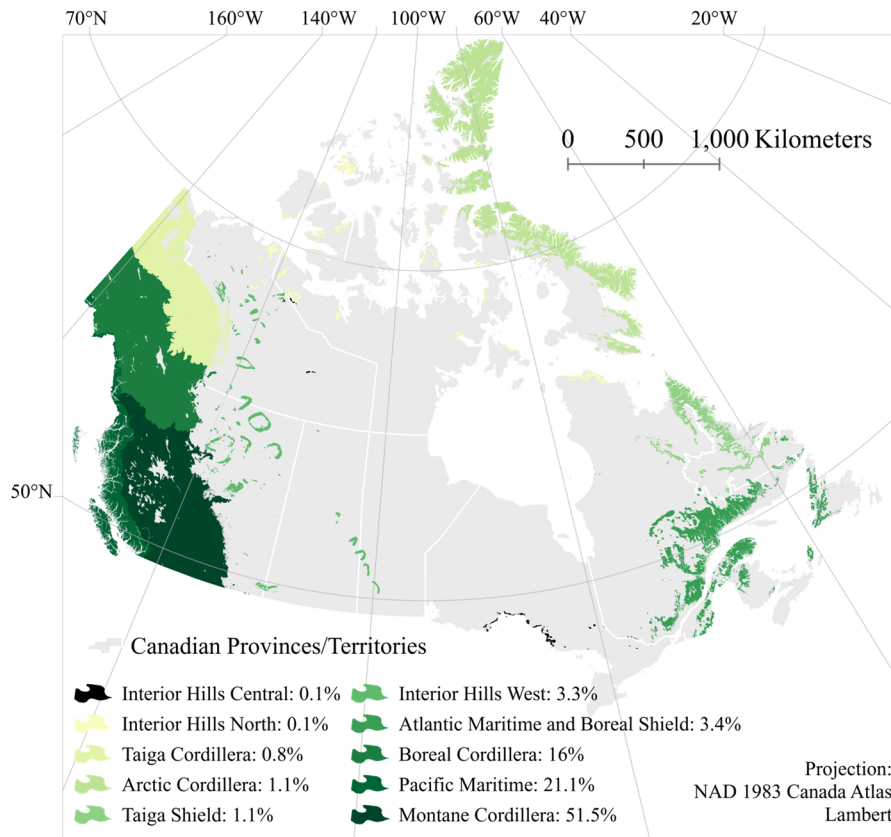 70°N 160°W 140°W 100°W 60°W 40°W 20°W
0 500 1,000 Kilometers
50°N
Canadian Provinces/Territories
Interior Hills Central: 0.1%
Interior Hills North: 0.1%
Taiga Cordillera: 0.8%
Arctic Cordillera: 1.1%
Taiga Shield: 1.1%
Interior Hills West: 3.3%
Atlantic Maritime and Boreal Shield: 3.4%
Boreal Cordillera: 16%
Pacific Maritime: 21.1%
Montane Cordillera: 51.5%
Projection:
NAD 1983 Canada Atlas
Lambert